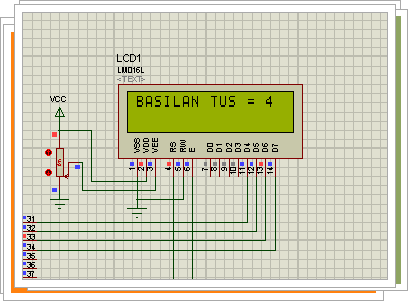 LCD1
LM016L
<TEXT>
VCC
BASILAN TUS = 4
VSS
VDD
VEE
RS
RW
E
D0
D1
D2
D3
D4
D5
D6
D7
1
2
3
4
5
6
7
8
9
10
11
12
13
14
31
32
33
34
35
36
37